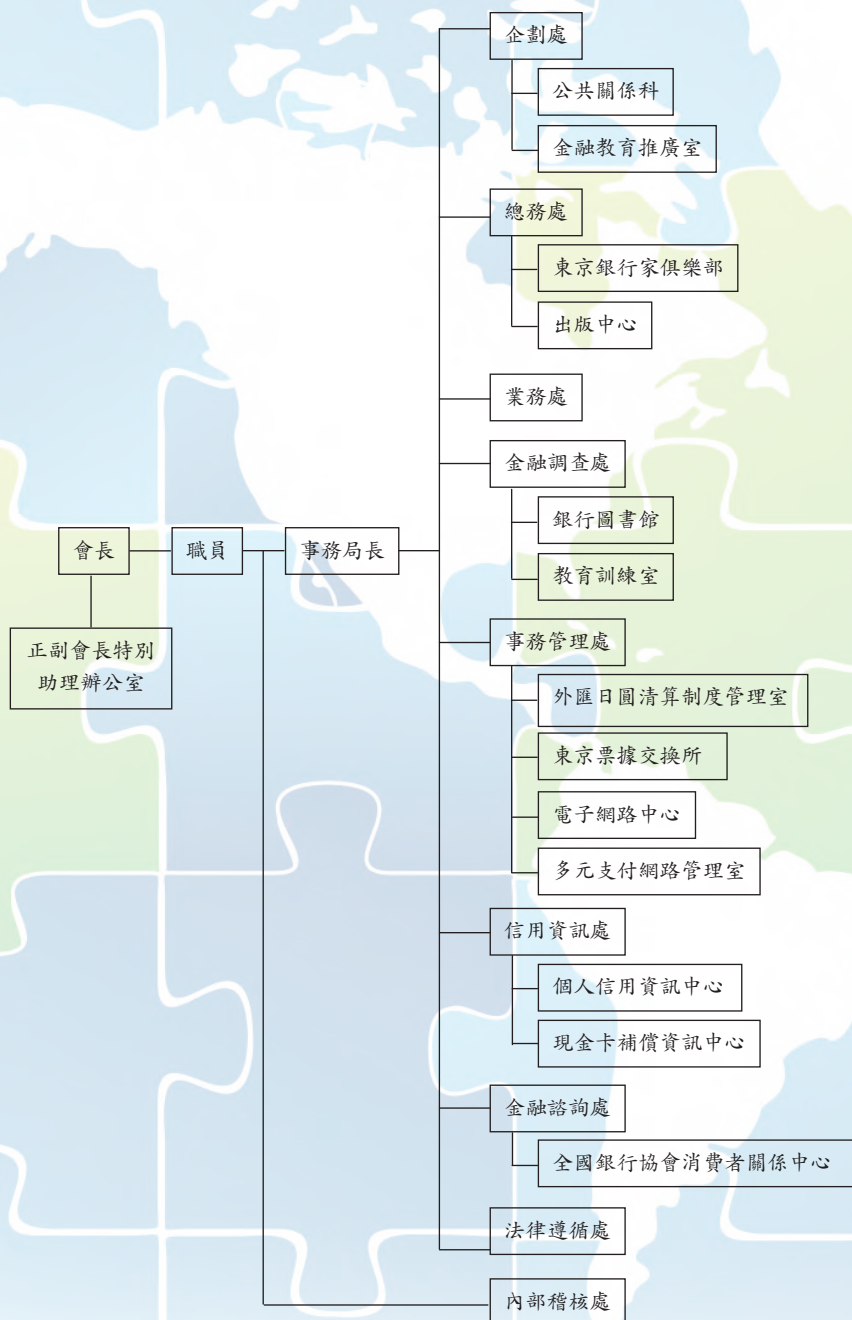 企劃處
公共關係科
金融教育推廣室
總務處
東京銀行家俱樂部
出版中心
業務處
金融調查處
銀行圖書館
教育訓練室
會長
職員
事務局長
正副會長特別
助理辦公室
事務管理處
外匯日圓清算制度管理室
東京票據交換所
電子網路中心
多元支付網路管理室
信用資訊處
個人信用資訊中心
現金卡補償資訊中心
金融諮詢處
全國銀行協會消費者關係中心
法律遵循處
內部稽核處